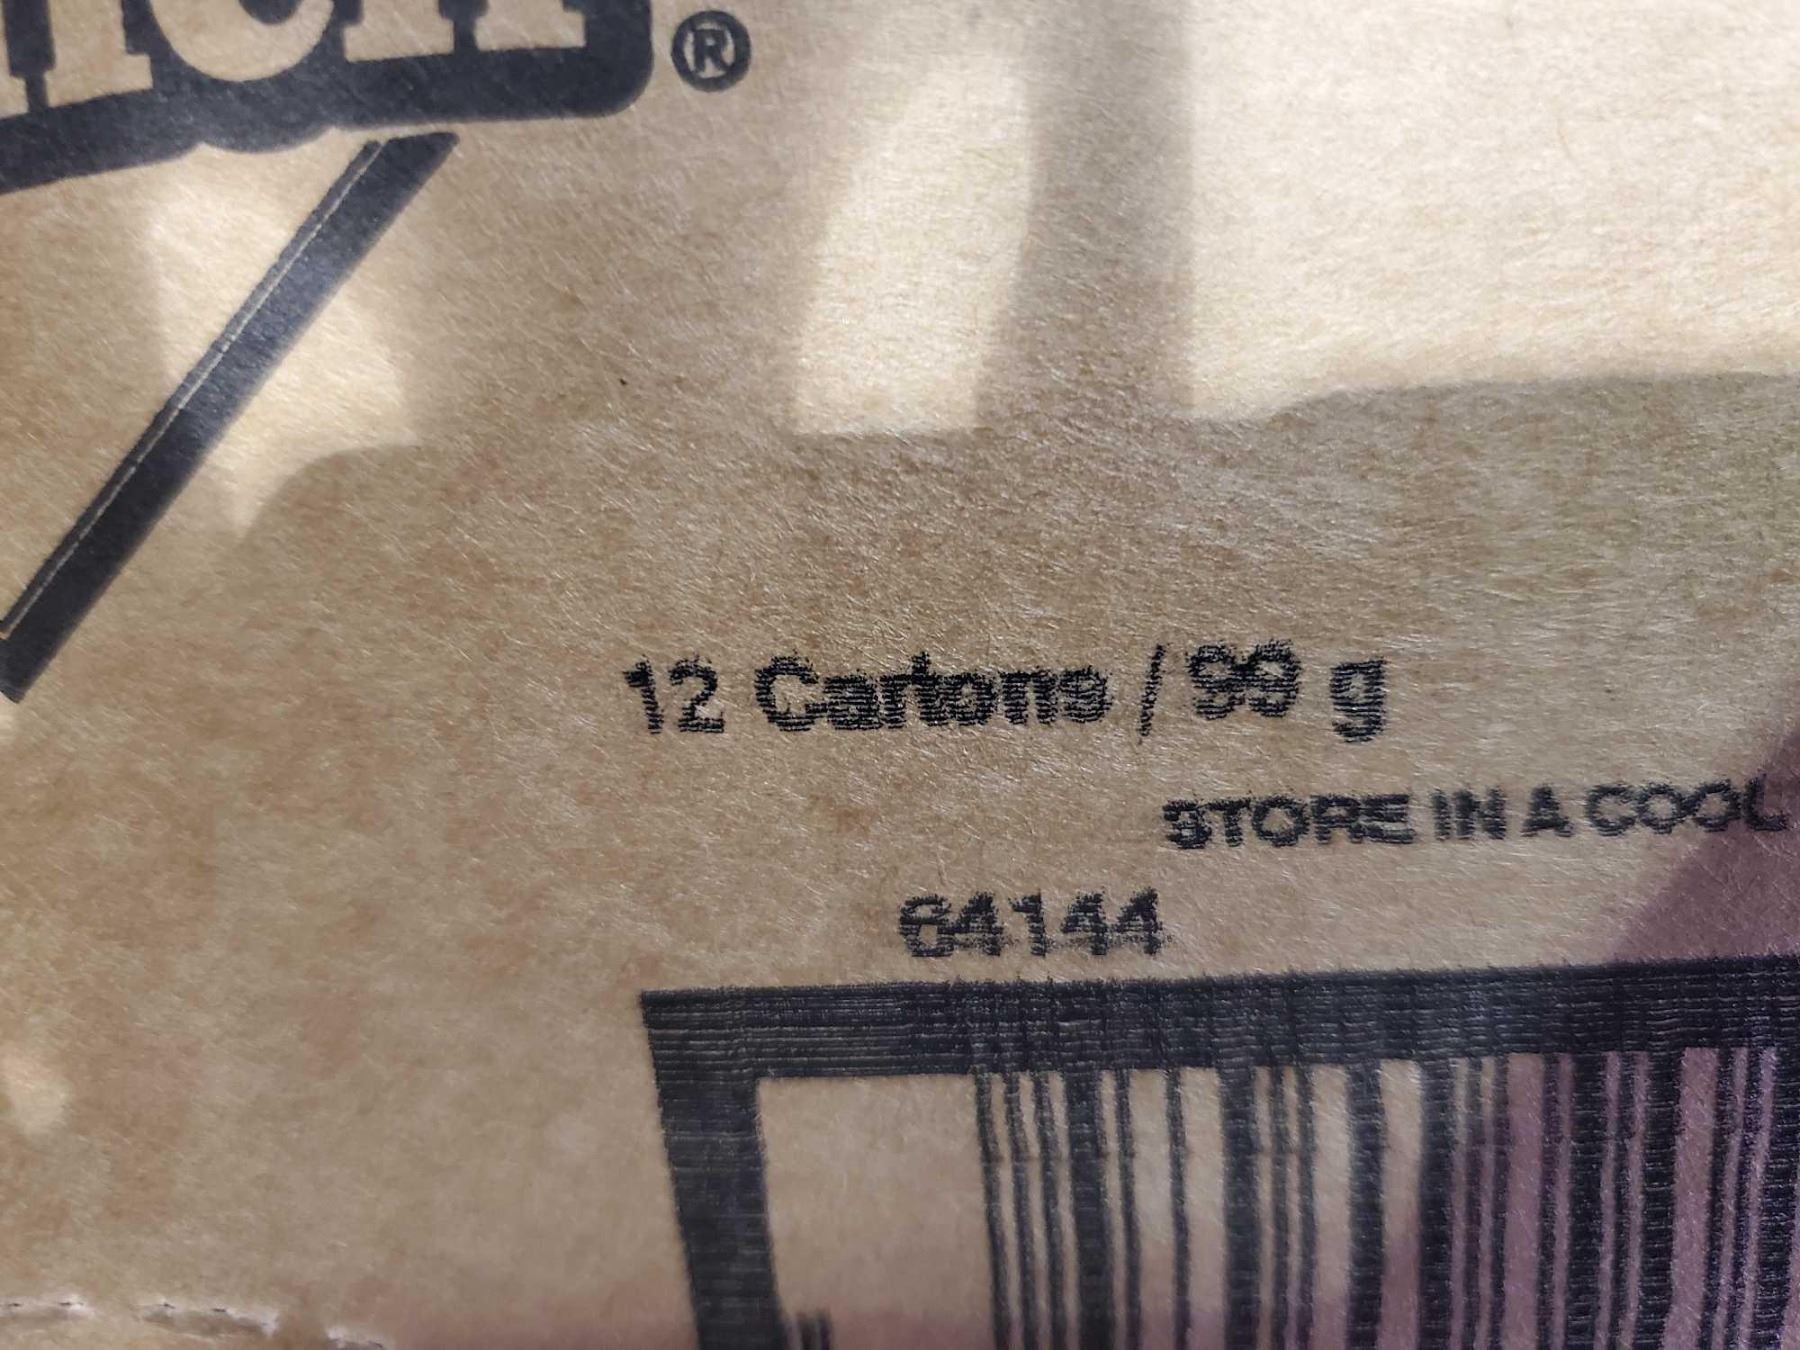 ®
12 Cartons / 99 g
STORE IN A COOL
64144